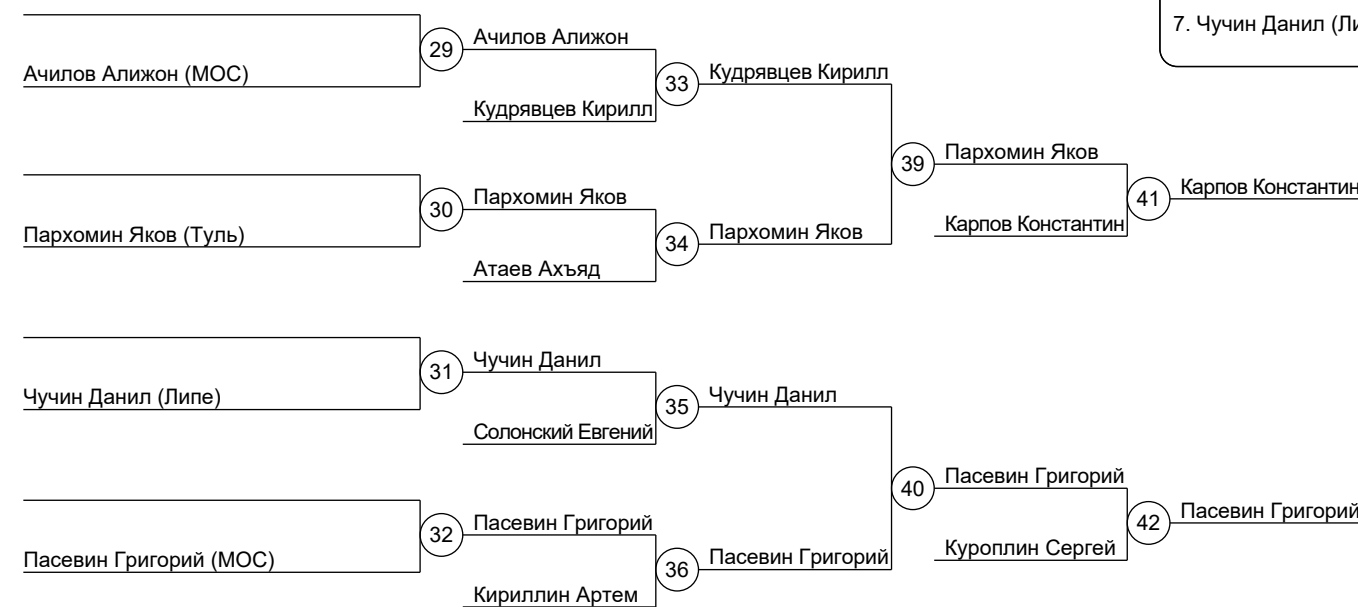 7. Чучин Данил (Ли
29
Ачилов Алижон
Ачилов Алижон (МОС)
33
Кудрявцев Кирилл
Кудрявцев Кирилл
39
Пархомин Яков
41
Карпов Константин
30
Пархомин Яков
Пархомин Яков (Туль)
34
Пархомин Яков
Карпов Константин
Атаев Ахъяд
31
Чучин Данил
Чучин Данил (Липе)
35
Чучин Данил
Солонский Евгений
40
Пасевин Григорий
42
Пасевин Григорий
32
Пасевин Григорий
Пасевин Григорий (МОС)
36
Пасевин Григорий
Куроплин Сергей
Кириллин Артем